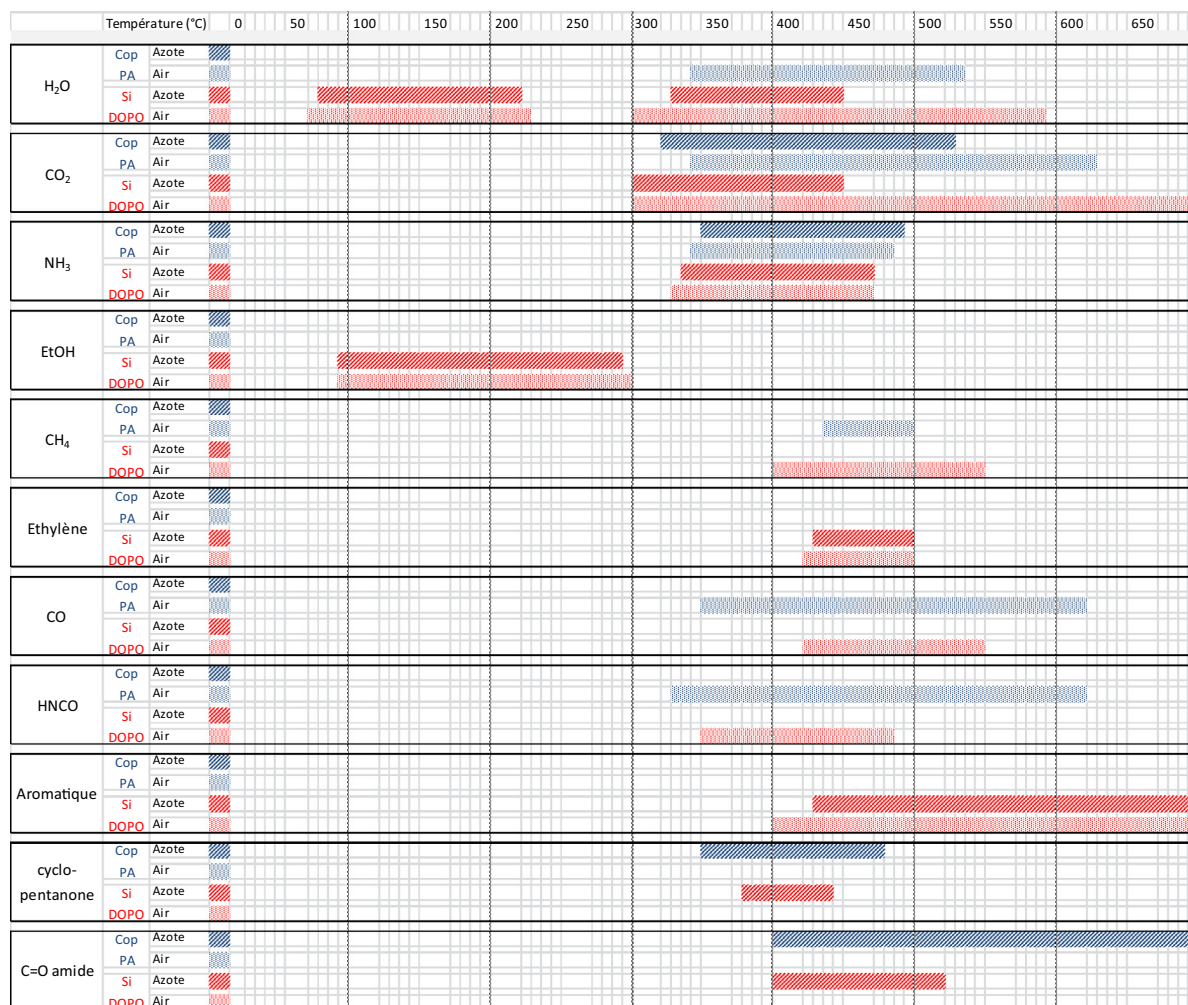 Température (°C) 0 50 100 150 200 250 300 350 400 450 500 550 600 650
H₂O
Cop Azote
PA Air
Si Azote
DOPO Air
CO₂
Cop Azote
PA Air
Si Azote
DOPO Air
NH₃
Cop Azote
PA Air
Si Azote
DOPO Air
EtOH
Cop Azote
PA Air
Si Azote
DOPO Air
CH₄
Cop Azote
PA Air
Si Azote
DOPO Air
Ethylène
Cop Azote
PA Air
Si Azote
DOPO Air
CO
Cop Azote
PA Air
Si Azote
DOPO Air
HNCO
Cop Azote
PA Air
Si Azote
DOPO Air
Aromatique
Cop Azote
PA Air
Si Azote
DOPO Air
cyclo-
pentanone
Cop Azote
PA Air
Si Azote
DOPO Air
C=O amide
Cop Azote
PA Air
Si Azote
DOPO Air